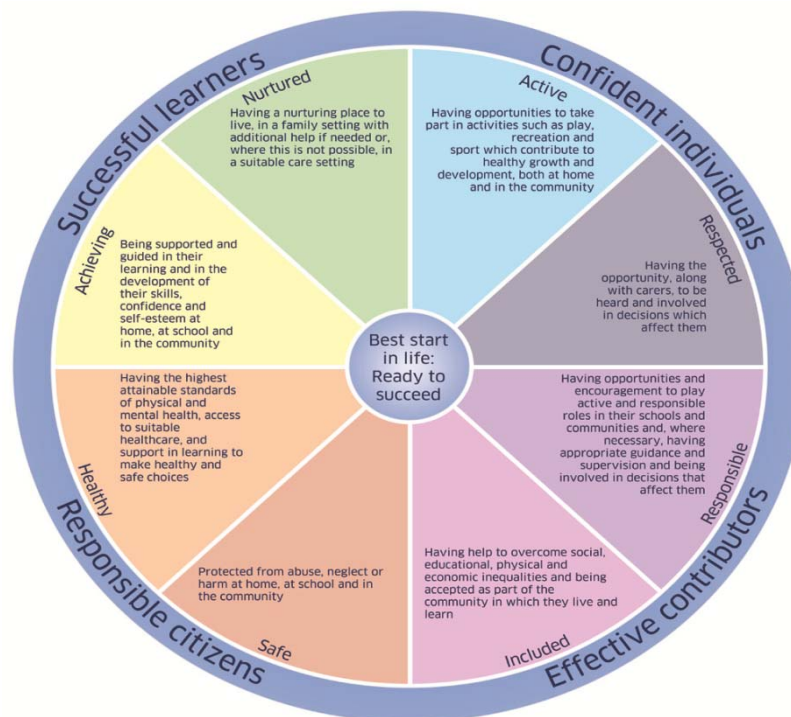 Successful learners
Confident individuals
Nurtured
Having a nurturing place to
live, in a family setting with
additional help if needed or,
where this is not possible, in
a suitable care setting
Active
Having opportunities to take
part in activities such as play,
recreation and
sport which contribute to
healthy growth and
development, both at home
and in the community
Achieving
Being supported and
guided in their
learning and in the
development of
their skills,
confidence and
self-esteem at
home, at school and
in the community
Respected
Having the
opportunity, along
with carers, to be
heard and involved
in decisions which
affect them
Best start
in life:
Ready to
succeed
Healthy
Having the highest
attainable standards
of physical and
mental health, access
to suitable
healthcare, and
support in learning to
make healthy and
safe choices
Responsible
Having opportunities and
encouragement to play
active and responsible
roles in their schools and
communities and, where
necessary, having
appropriate guidance and
supervision and being
involved in decisions that
affect them
Protected from abuse, neglect or
harm at home, at school and in
the community
Safe
Having help to overcome social,
educational, physical and
economic inequalities and being
accepted as part of the
community in which they live and
learn
Included
Responsible citizens
Effective contributors